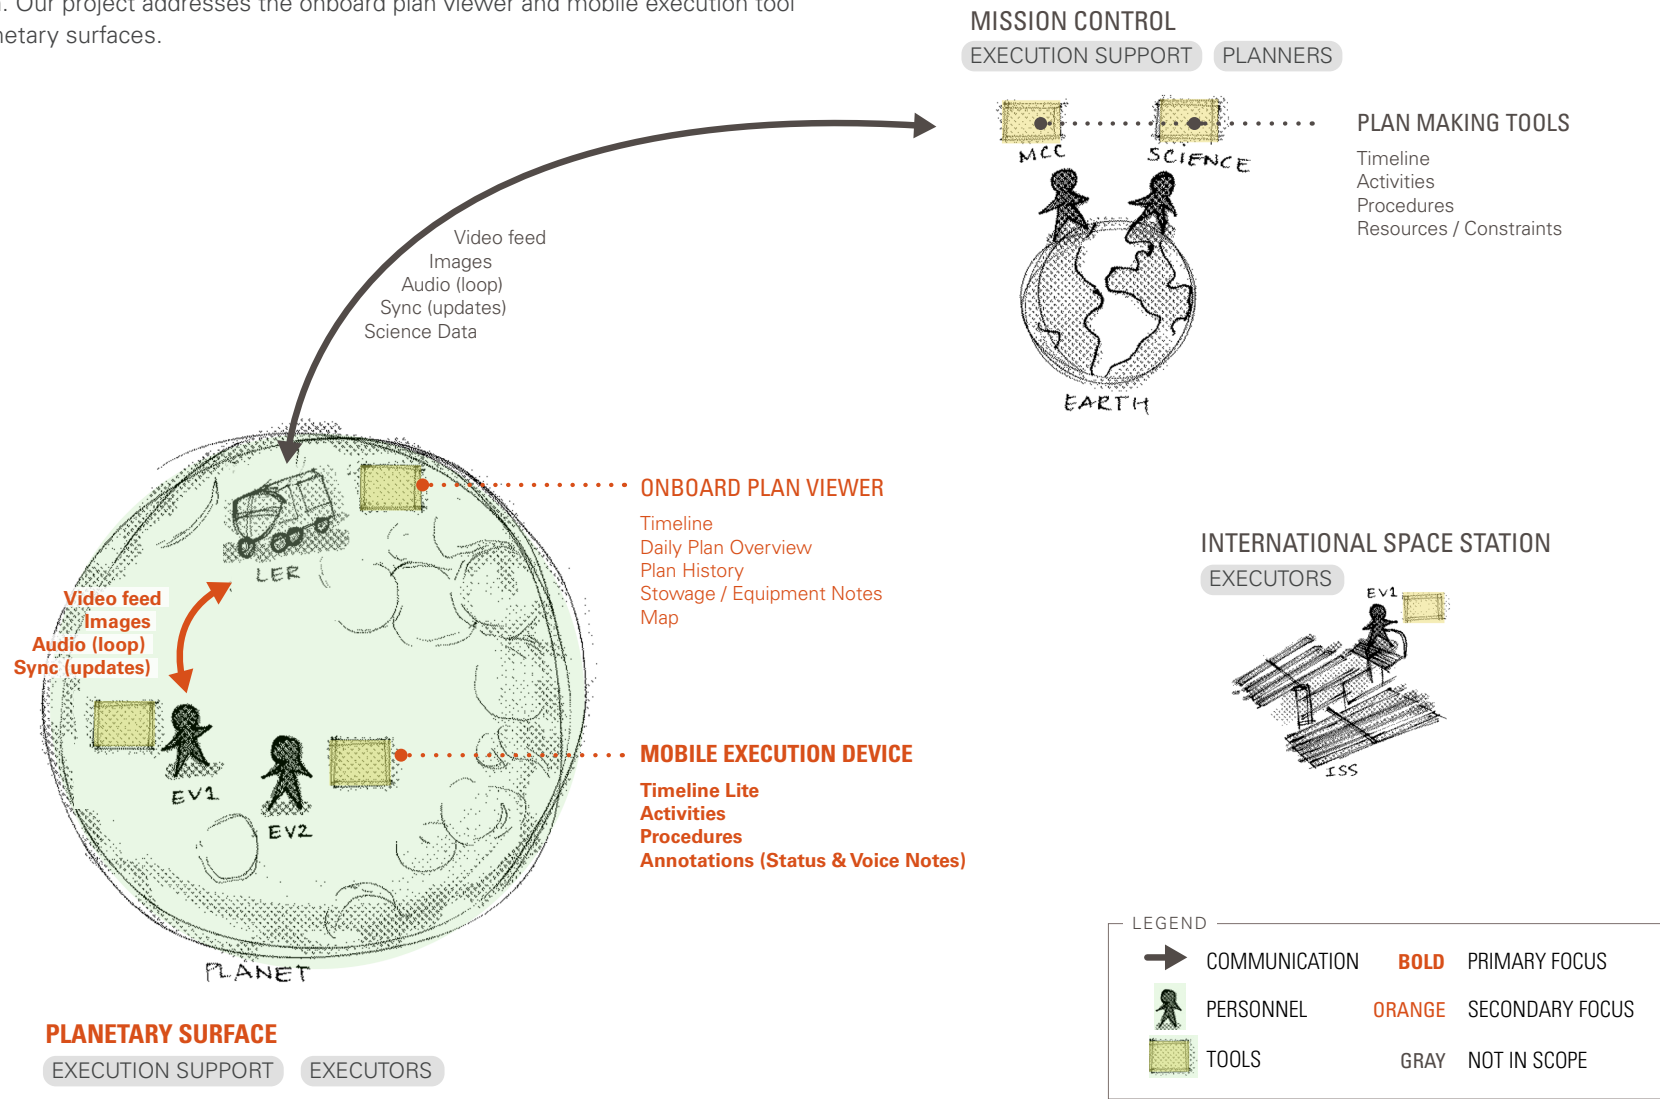 . Our project addresses the onboard plan viewer and mobile execution tool
netary surfaces.
MISSION CONTROL
EXECUTION SUPPORT PLANNERS
MCC
SCIENCE
PLAN MAKING TOOLS
Timeline
Activities
Procedures
Resources / Constraints
EARTH
Video feed
Images
Audio (loop)
Sync (updates)
Science Data
LER
ONBOARD PLAN VIEWER
Timeline
Daily Plan Overview
Plan History
Stowage / Equipment Notes
Map
INTERNATIONAL SPACE STATION
EXECUTORS
EV1
ISS
Video feed
Images
Audio (loop)
Sync (updates)
EV1
EV2
MOBILE EXECUTION DEVICE
Timeline Lite
Activities
Procedures
Annotations (Status & Voice Notes)
PLANET
PLANETARY SURFACE
EXECUTION SUPPORT EXECUTORS
LEGEND
COMMUNICATION BOLD PRIMARY FOCUS
PERSONNEL ORANGE SECONDARY FOCUS
TOOLS GRAY NOT IN SCOPE